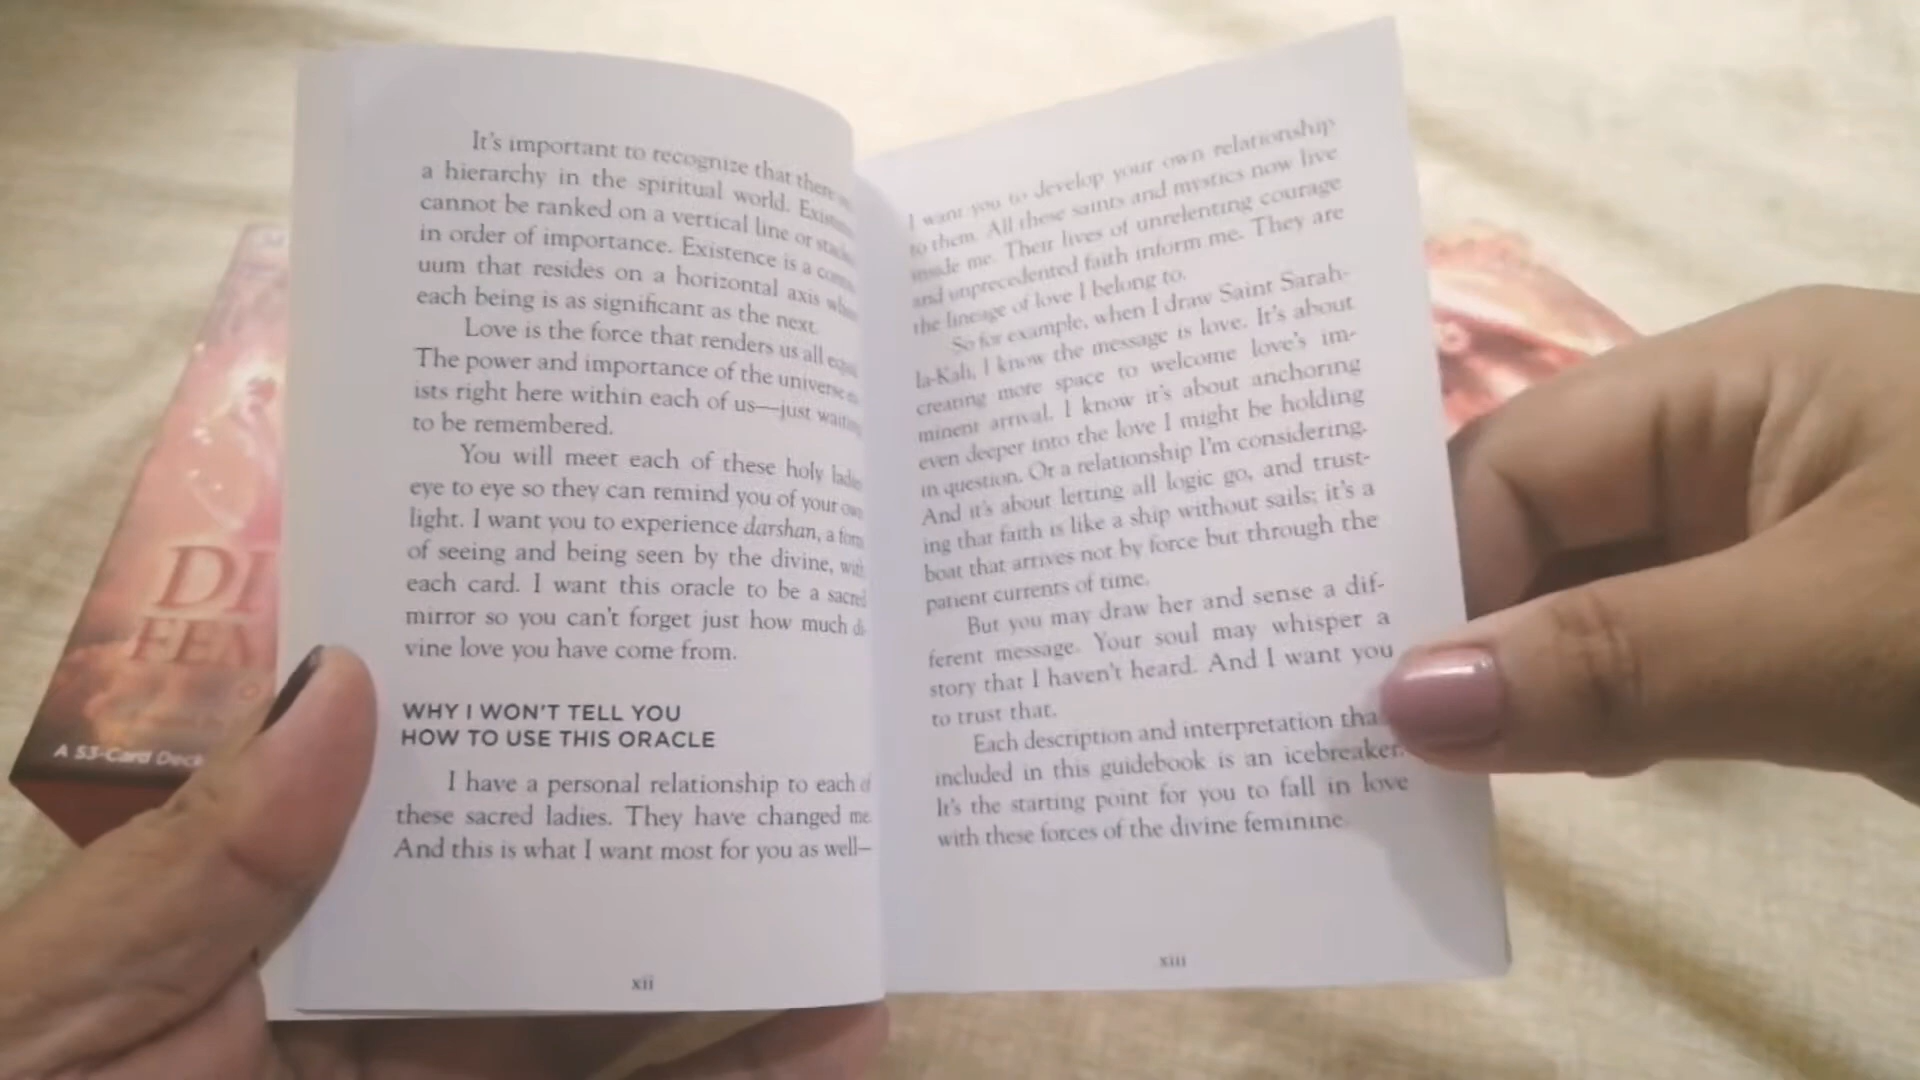 It's important to recognize that there
a hierarchy in the spiritual world.
cannot be ranked on a vertical line or
in order of importance. Existence is a
uum that resides on a horizontal axis
each being is as significant as the next.
Love is the force that renders us all
The power and importance of the universe
ists right here within each of us—just waiting
to be remembered.
You will meet each of these holy ladies
eye to eye so they can remind you of your own
light. I want you to experience darshan, a form
of seeing and being seen by the divine, with
each card. I want this oracle to be a sacred
mirror so you can't forget just how much di
vine love you have come from.
WHY I WON'T TELL YOU
HOW TO USE THIS ORACLE
I have a personal relationship to each of
these sacred ladies. They have changed me.
And this is what I want most for you as well—
xii
I want you to develop your own relationship
to them. All these saints and mystics now live
inside me. Their lives of unrelenting courage
and unprecedented faith inform me. They are
the lineage of love I belong to.
So for example, when I draw Saint Sarah-
la-Kali, I know the message is love. It's about
creating more space to welcome love's im-
minent arrival. I know it's about anchoring
even deeper into the love I might be holding
in question. Or a relationship I'm considering.
And it's about letting all logic go, and trust-
ing that faith is like a ship without sails; it's a
boat that arrives not by force but through the
patient currents of time.
But you may draw her and sense a dif-
ferent message. Your soul may whisper a
story that I haven't heard. And I want you
to trust that.
Each description and interpretation tha
included in this guidebook is an icebreaker.
It's the starting point for you to fall in love
with these forces of the divine feminine.
xiii
DI
FEM
A 53-Card Deck